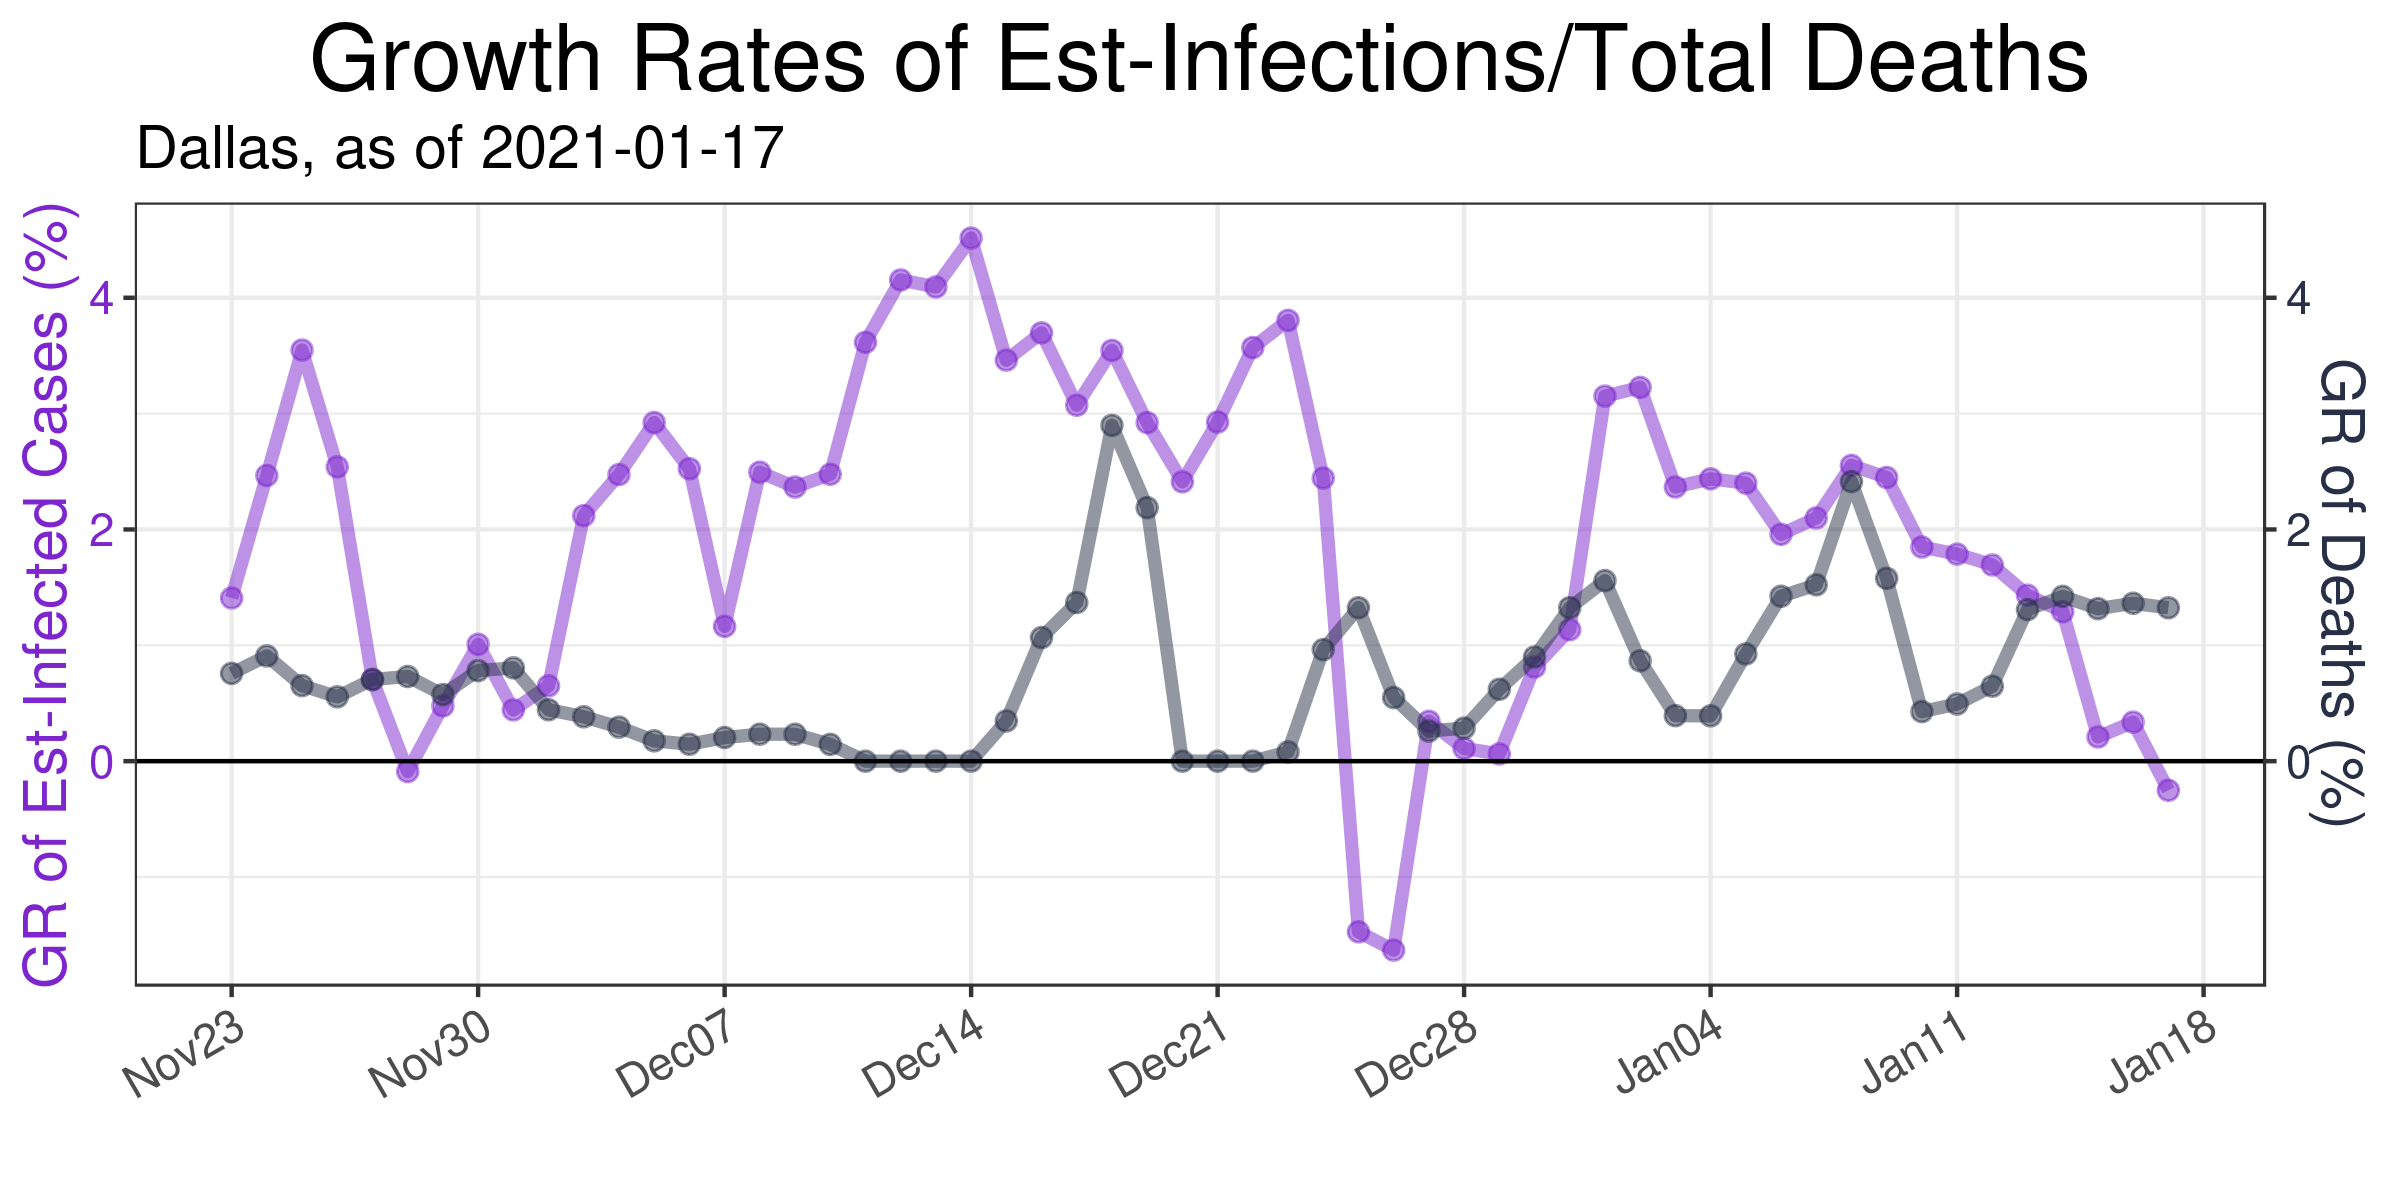 Growth Rates of Est-Infections/Total Deaths
Dallas, as of 2021-01-17
GR of Est-Infected Cases (%)
4
2
0
4
2
0
GR of Deaths (%)
Nov23
Nov30
Dec07
Dec14
Dec21
Dec28
Jan04
Jan11
Jan18